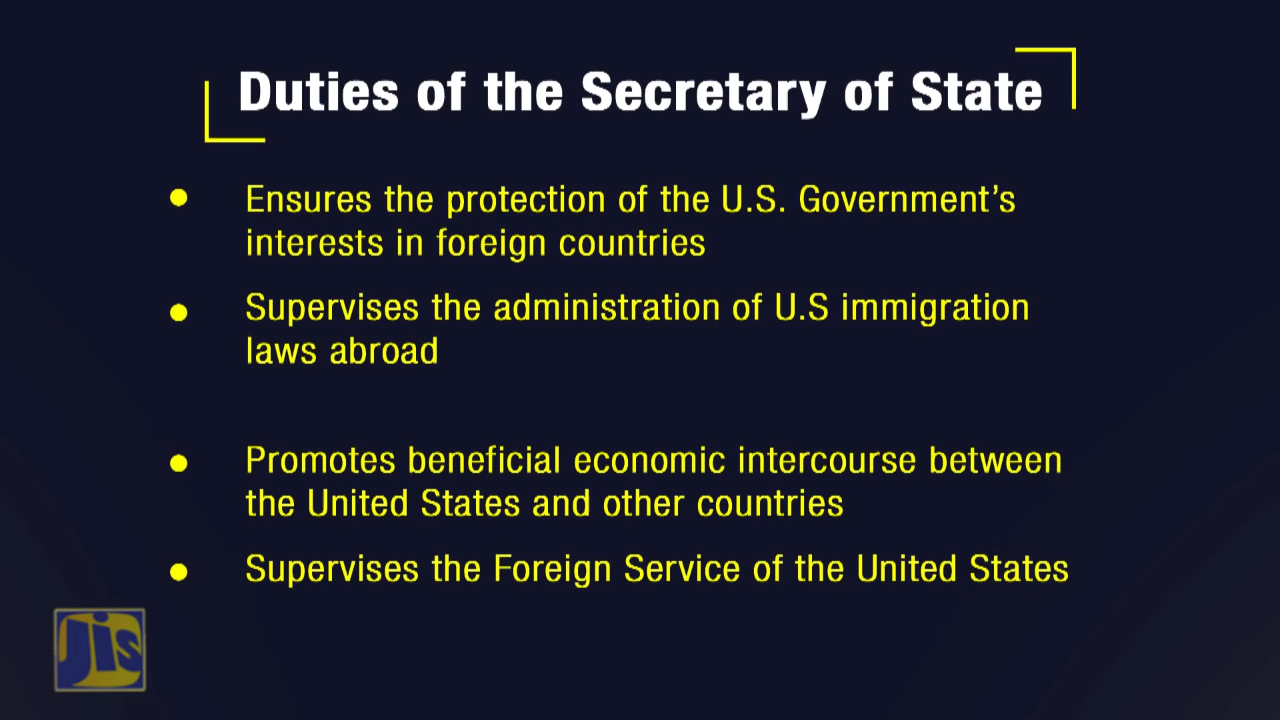 Duties of the Secretary of State
• Ensures the protection of the U.S. Government’s
interests in foreign countries
• Supervises the administration of U.S immigration
laws abroad
• Promotes beneficial economic intercourse between
the United States and other countries
• Supervises the Foreign Service of the United States
Jis